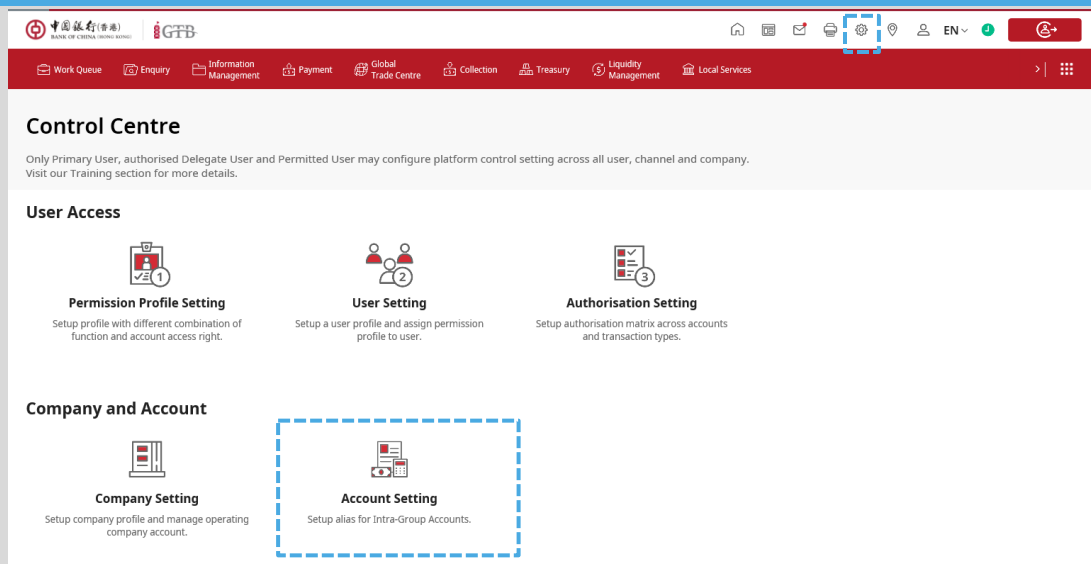 中国银行(香港)
BANK OF CHINA (HONG KONG)
iGTB
EN
Work Queue
Enquiry
Information
Management
Payment
Global
Trade Centre
Collection
Treasury
Liquidity
Management
Local Services
Control Centre
Only Primary User, authorised Delegate User and Permitted User may configure platform control setting across all user, channel and company.
Visit our Training section for more details.
User Access
1
2
3
Permission Profile Setting
User Setting
Authorisation Setting
Setup profile with different combination of
function and account access right.
Setup a user profile and assign permission
profile to user.
Setup authorisation matrix across accounts
and transaction types.
Company and Account
Company Setting
Account Setting
Setup company profile and manage operating
company account.
Setup alias for Intra-Group Accounts.